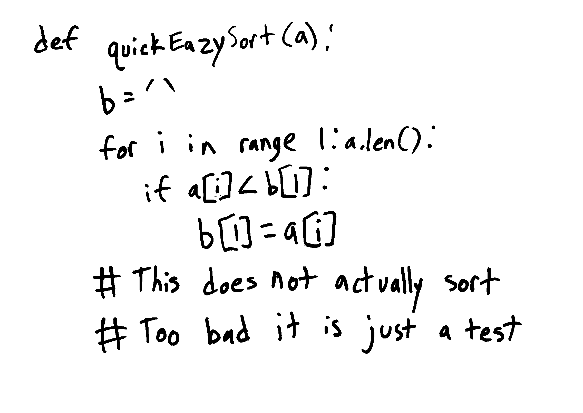 def quickEazySort(a):
b = ''
for i in range 1:a.len():
if a[i]<b[1]:
b[1]=a[i]
# This does not actually sort
# Too bad it is just a test